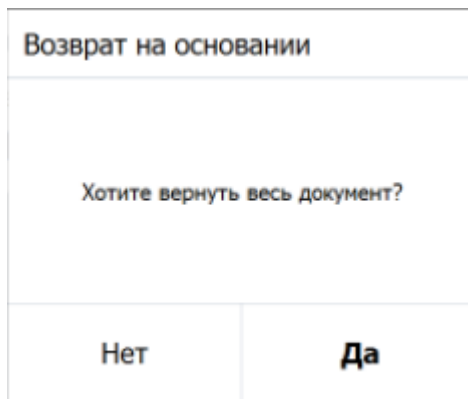 Возврат на основании
Хотите вернуть весь документ?
Нет
Да